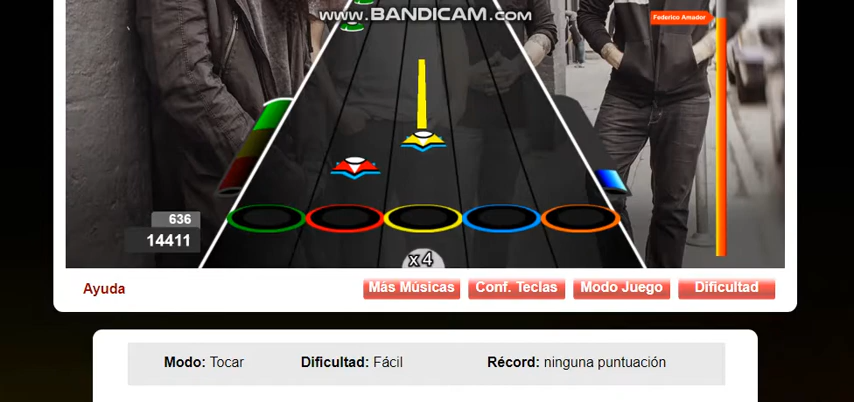 www.BANDICAM.com
Federico Amador
636
14411
x4
Ayuda
Más Músicas
Conf. Teclas
Modo Juego
Dificultad
Modo: Tocar
Dificultad: Fácil
Récord: ninguna puntuación